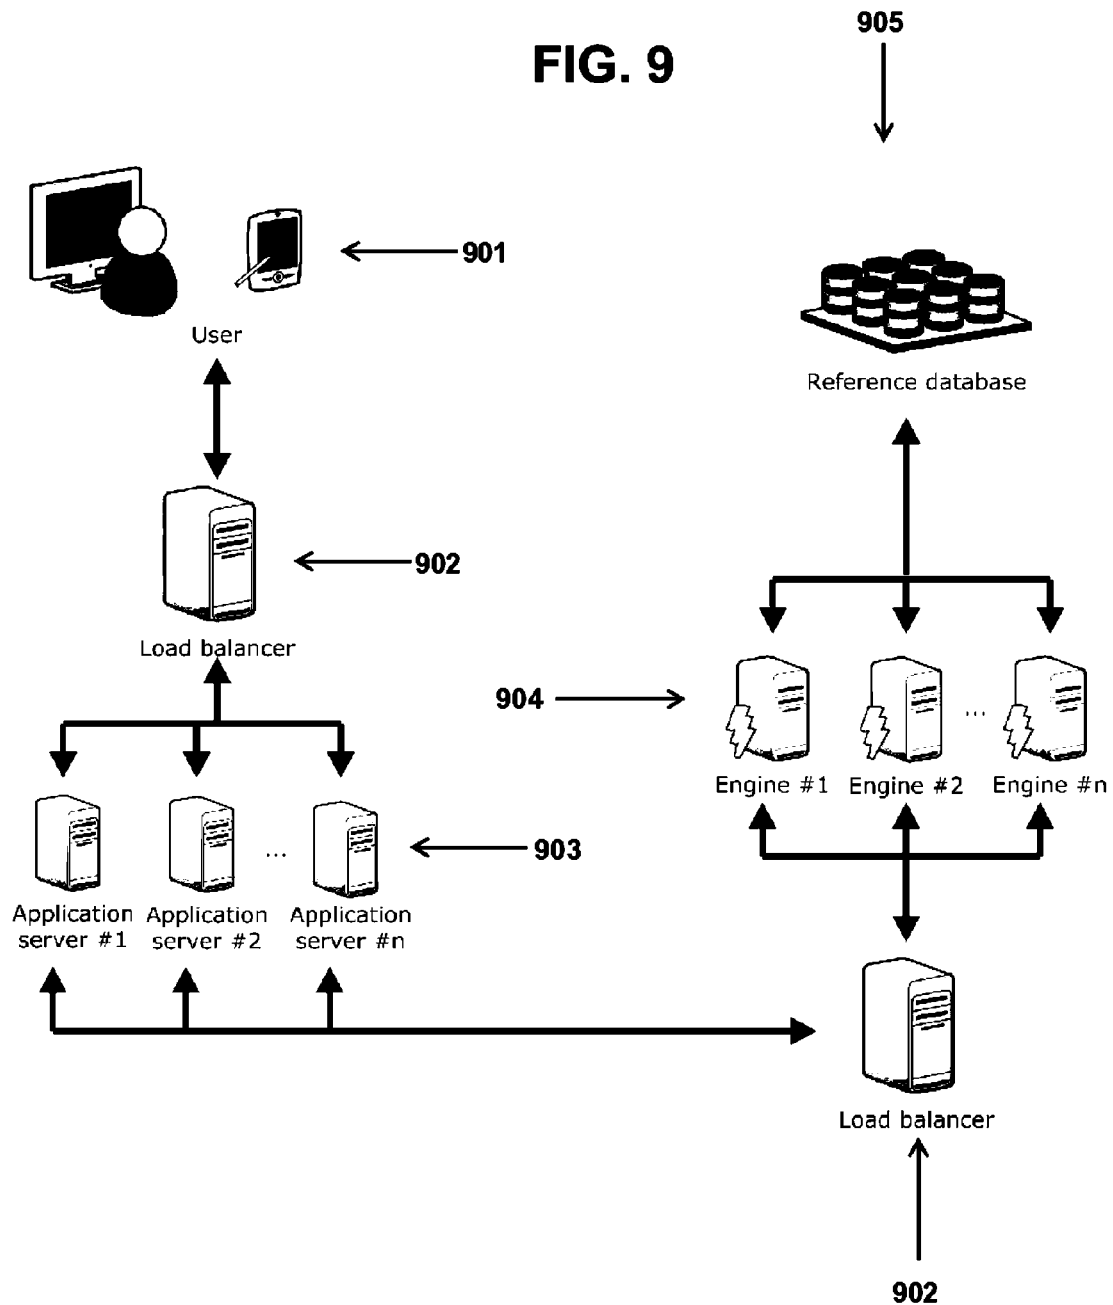 905
FIG. 9
901
User
Reference database
902
Load balancer
904
Engine #1 Engine #2 ... Engine #n
... 903
Application server #1
Application server #2
Application server #n
Load balancer
902